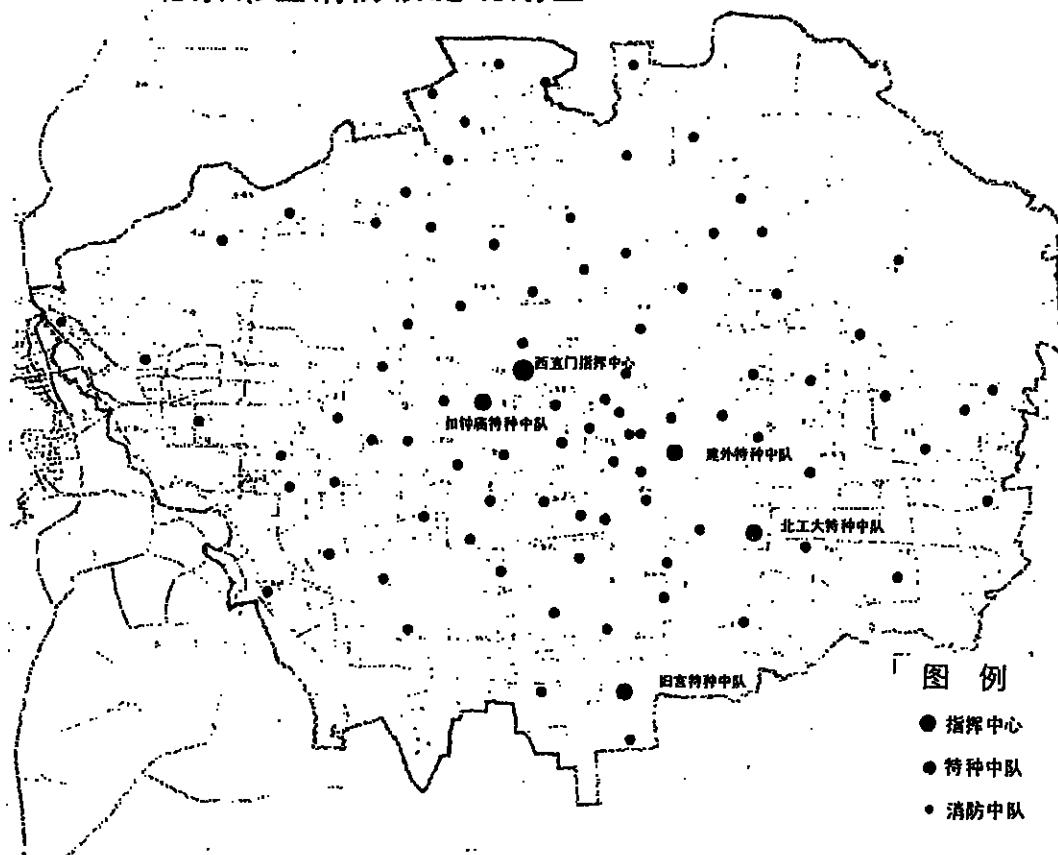 西直门指挥中心
扣钟庙特种中队
建外特种中队
北工大特种中队
旧宫特种中队
图 例
指挥中心
特种中队
消防中队